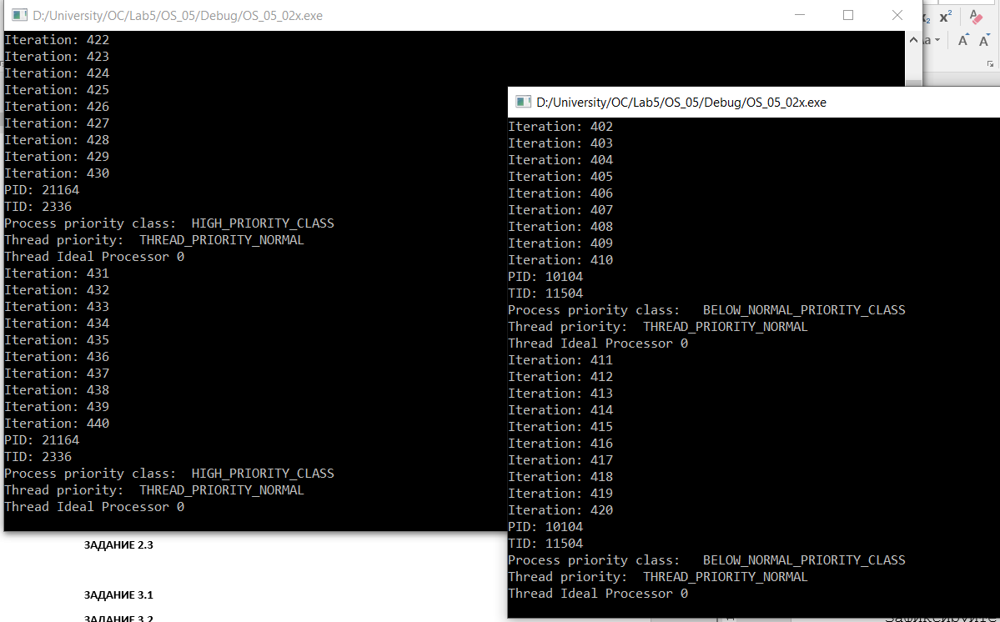 D:/University/OC/Lab5/OS_05/Debug/OS_05_02x.exe
Iteration: 422
Iteration: 423
Iteration: 424
Iteration: 425
Iteration: 426
Iteration: 427
Iteration: 428
Iteration: 429
Iteration: 430
PID: 21164
TID: 2336
Process priority class:  HIGH_PRIORITY_CLASS
Thread priority:  THREAD_PRIORITY_NORMAL
Thread Ideal Processor 0
Iteration: 431
Iteration: 432
Iteration: 433
Iteration: 434
Iteration: 435
Iteration: 436
Iteration: 437
Iteration: 438
Iteration: 439
Iteration: 440
PID: 21164
TID: 2336
Process priority class:  HIGH_PRIORITY_CLASS
Thread priority:  THREAD_PRIORITY_NORMAL
Thread Ideal Processor 0
D:/University/OC/Lab5/OS_05/Debug/OS_05_02x.exe
Iteration: 402
Iteration: 403
Iteration: 404
Iteration: 405
Iteration: 406
Iteration: 407
Iteration: 408
Iteration: 409
Iteration: 410
PID: 10104
TID: 11504
Process priority class:   BELOW_NORMAL_PRIORITY_CLASS
Thread priority:  THREAD_PRIORITY_NORMAL
Thread Ideal Processor 0
Iteration: 411
Iteration: 412
Iteration: 413
Iteration: 414
Iteration: 415
Iteration: 416
Iteration: 417
Iteration: 418
Iteration: 419
Iteration: 420
PID: 10104
TID: 11504
Process priority class:   BELOW_NORMAL_PRIORITY_CLASS
Thread priority:  THREAD_PRIORITY_NORMAL
Thread Ideal Processor 0
ЗАДАНИЕ 2.3
ЗАДАНИЕ 3.1
ЗАДАНИЕ 3.2